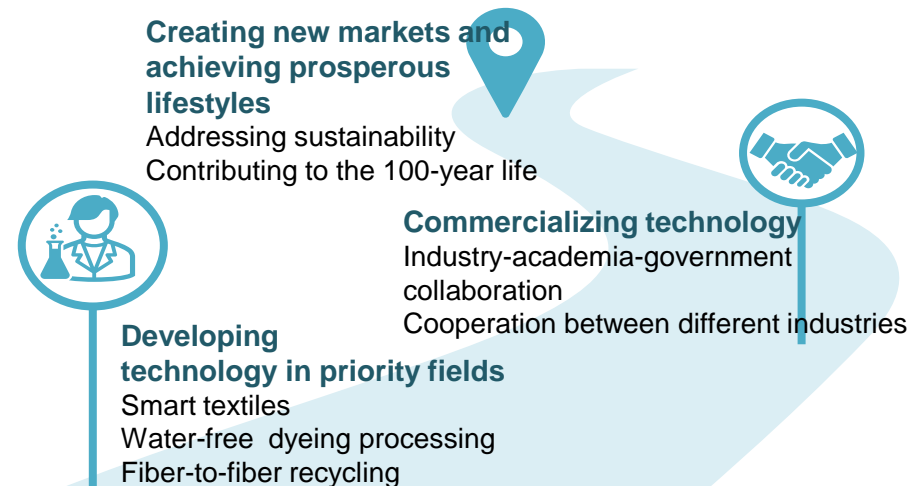 Creating new markets and
achieving prosperous
lifestyles
Addressing sustainability
Contributing to the 100-year life
Commercializing technology
Industry-academia-government
collaboration
Cooperation between different industries
Developing
technology in priority fields
Smart textiles
Water-free  dyeing processing
Fiber-to-fiber recycling